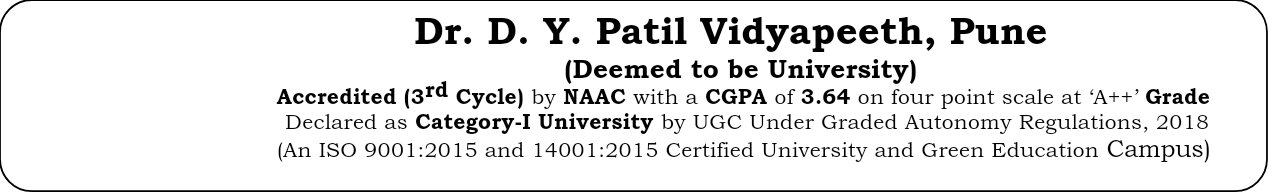 Dr. D. Y. Patil Vidyapeeth, Pune
(Deemed to be University)
Accredited (3rd Cycle) by NAAC with a CGPA of 3.64 on four point scale at ‘A++’ Grade
Declared as Category-I University by UGC Under Graded Autonomy Regulations, 2018
(An ISO 9001:2015 and 14001:2015 Certified University and Green Education Campus)